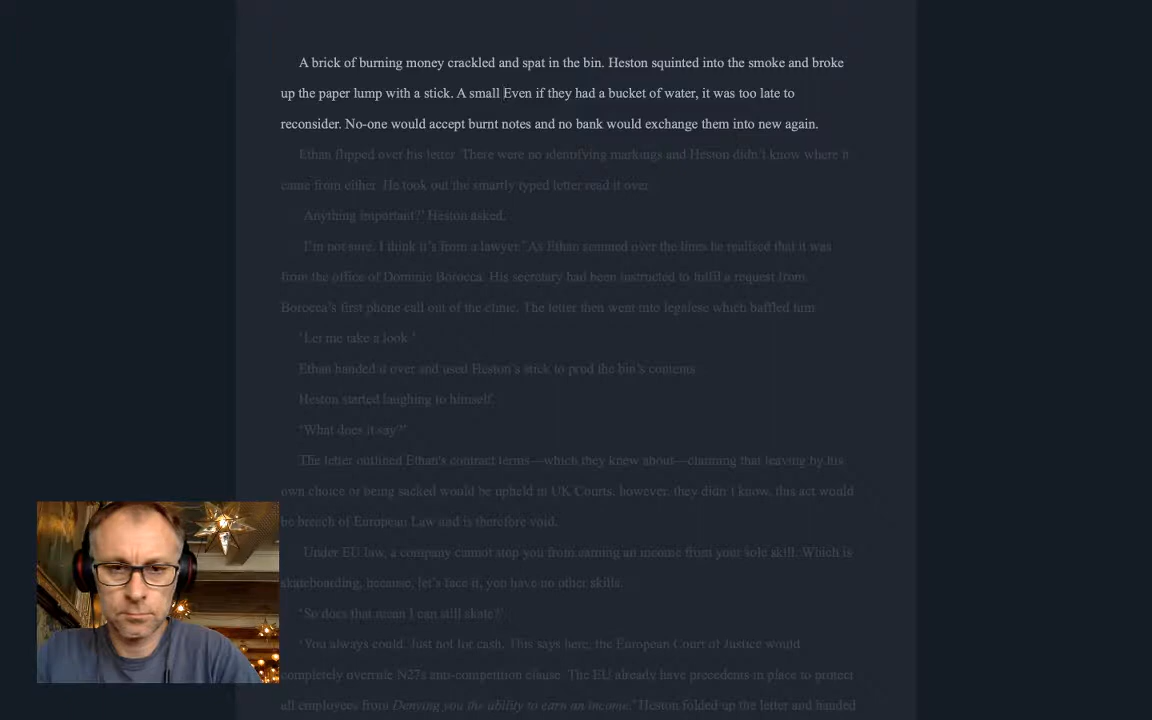 A brick of burning money crackled and spat in the bin. Heston squinted into the smoke and broke
up the paper lump with a stick. A small Even if they had a bucket of water, it was too late to
reconsider. No-one would accept burnt notes and no bank would exchange them into new again.
Ethan flipped over his letter. There were no identifying markings and Heston didn't know where it
came from either. He took out the smartly typed letter read it over.
'Anything important?' Heston asked.
'I'm not sure. I think it's from a lawyer.' As Ethan scanned over the lines he realised that it was
from the office of Dominic Borocca. His secretary had been instructed to fulfil a request from
Borocca's first phone call out of the clinic. The letter then went into legalese which baffled him.
'Let me take a look.'
Ethan handed it over and used Heston's stick to prod the bin's contents.
Heston started laughing to himself.
'What does it say?'
The letter outlined Ethan's contract terms—which they knew about—claiming that leaving by his
own choice or being sacked would be upheld in UK Courts, however, they didn't know, this act would
be breach of European Law and is therefore void.
'Under EU law, a company cannot stop you from earning an income from your sole skill. Which is
skateboarding, because, let's face it, you have no other skills.
'So does that mean I can still skate?'
'You always could. Just not for cash. This says here, the European Court of Justice would
completely overrule N27s anti-competition clause. The EU already have precedents in place to protect
all employees from Denying you the ability to earn an income.' Heston folded up the letter and handed